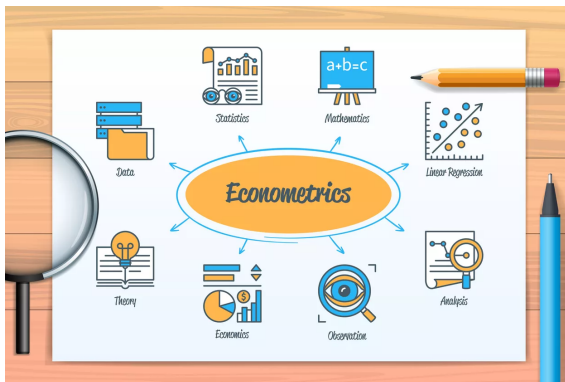 Statistics
Mathematics
a+b=c
Data
Linear Regression
Econometrics
Theory
Analysis
Economics
Observation
$